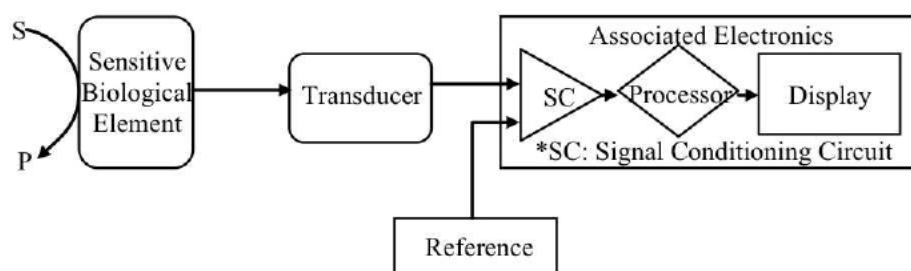 S
P
Sensitive
Biological
Element
Transducer
Associated Electronics
SC
Processor
Display
*SC: Signal Conditioning Circuit
Reference